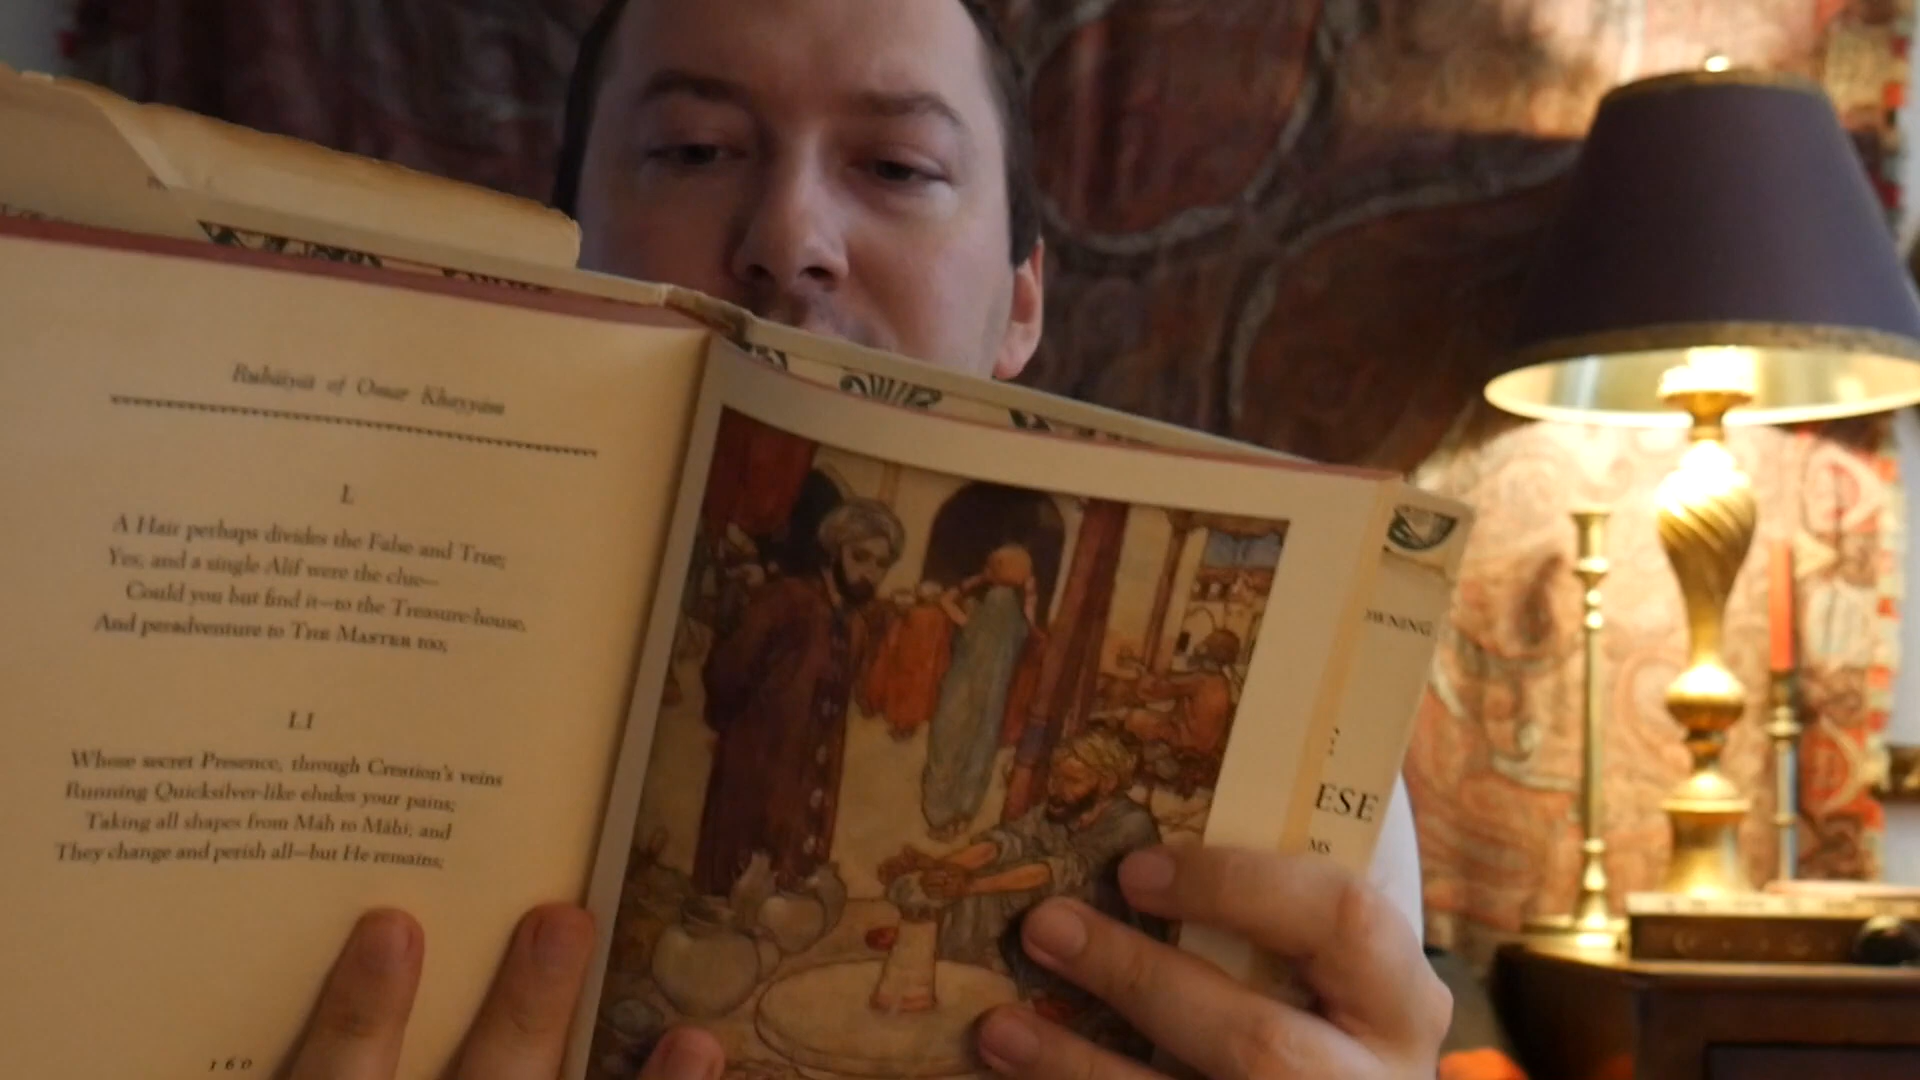 Rubáiyát of Omar Khayyám
L
A Hair perhaps divides the False and True;
Yes; and a single Alif were the clue—
Could you but find it—to the Treasure-house,
And peradventure to THE MASTER too;
LI
Whose secret Presence, through Creation's veins
Running Quicksilver-like eludes your pains;
Taking all shapes from Máh to Máhi; and
They change and perish all—but He remains;
160
OWNING
ESE
MS